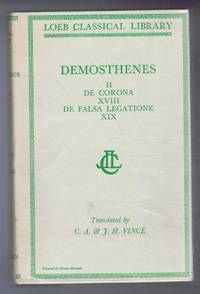 LOEB CLASSICAL LIBRARY
DEMOSTHENES
II
DE CORONA
XVIII
DE FALSA LEGATIONE
XIX
Translated by
C. A. & J. H. VINCE
Printed in Great Britain